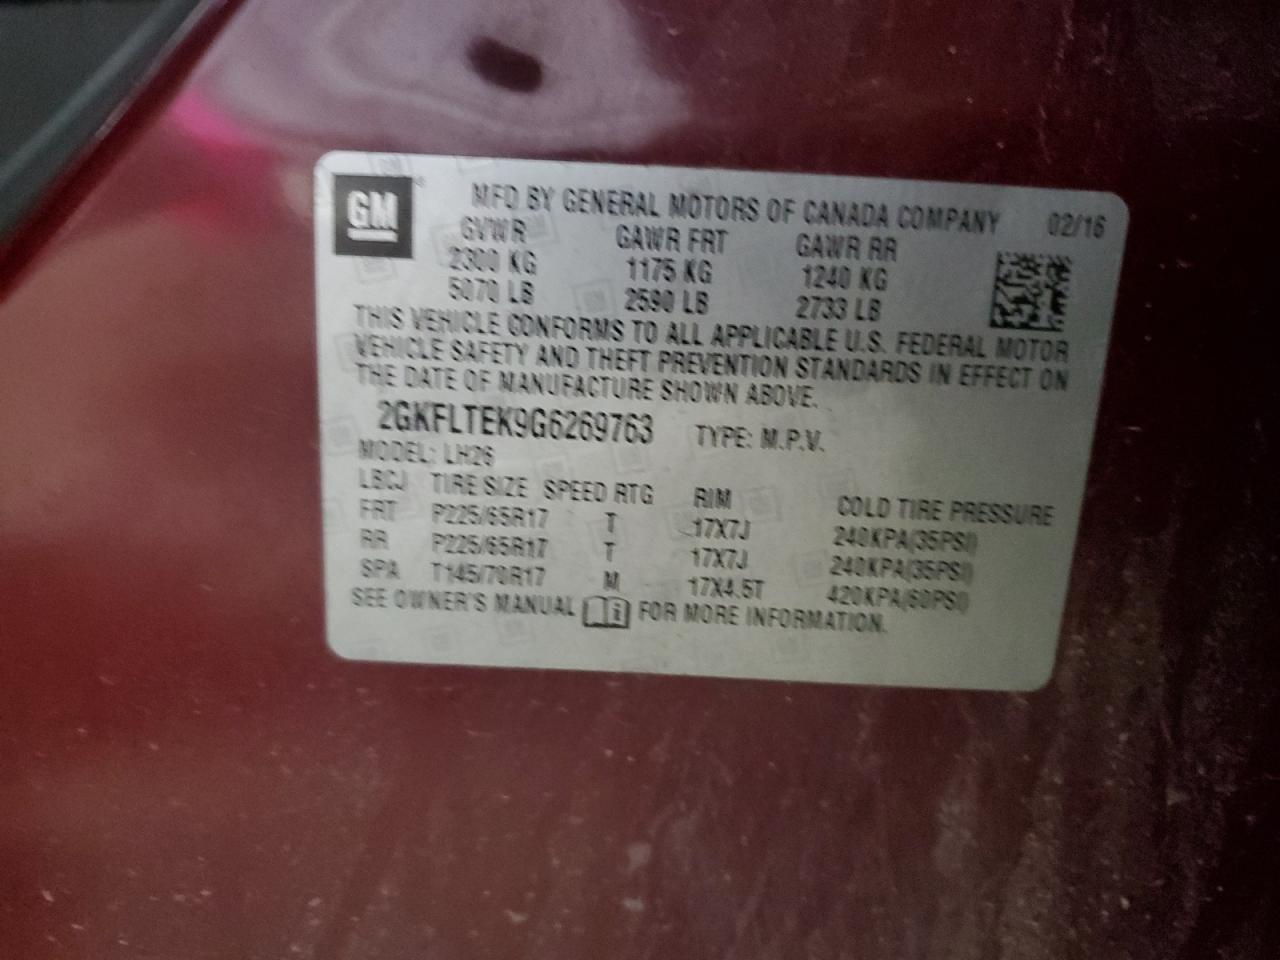 GM
MFD BY GENERAL MOTORS OF CANADA COMPANY 02/16
GVWR GAWR FRT GAWR RR
2300 KG 1175 KG 1240 KG
5070 LB 2590 LB 2733 LB
THIS VEHICLE CONFORMS TO ALL APPLICABLE U.S. FEDERAL MOTOR
VEHICLE SAFETY AND THEFT PREVENTION STANDARDS IN EFFECT ON
THE DATE OF MANUFACTURE SHOWN ABOVE.
2GKFLTEK9G6269763 TYPE: M.P.V.
MODEL: LH26
LBCJ TIRE SIZE SPEED RTG RIM COLD TIRE PRESSURE
FRT P225/65R17 T 17X7J 240KPA(35PSI)
RR P225/65R17 T 17X7J 240KPA(35PSI)
SPA T145/70R17 M 17X4.5T 420KPA(60PSI)
SEE OWNER'S MANUAL FOR MORE INFORMATION.